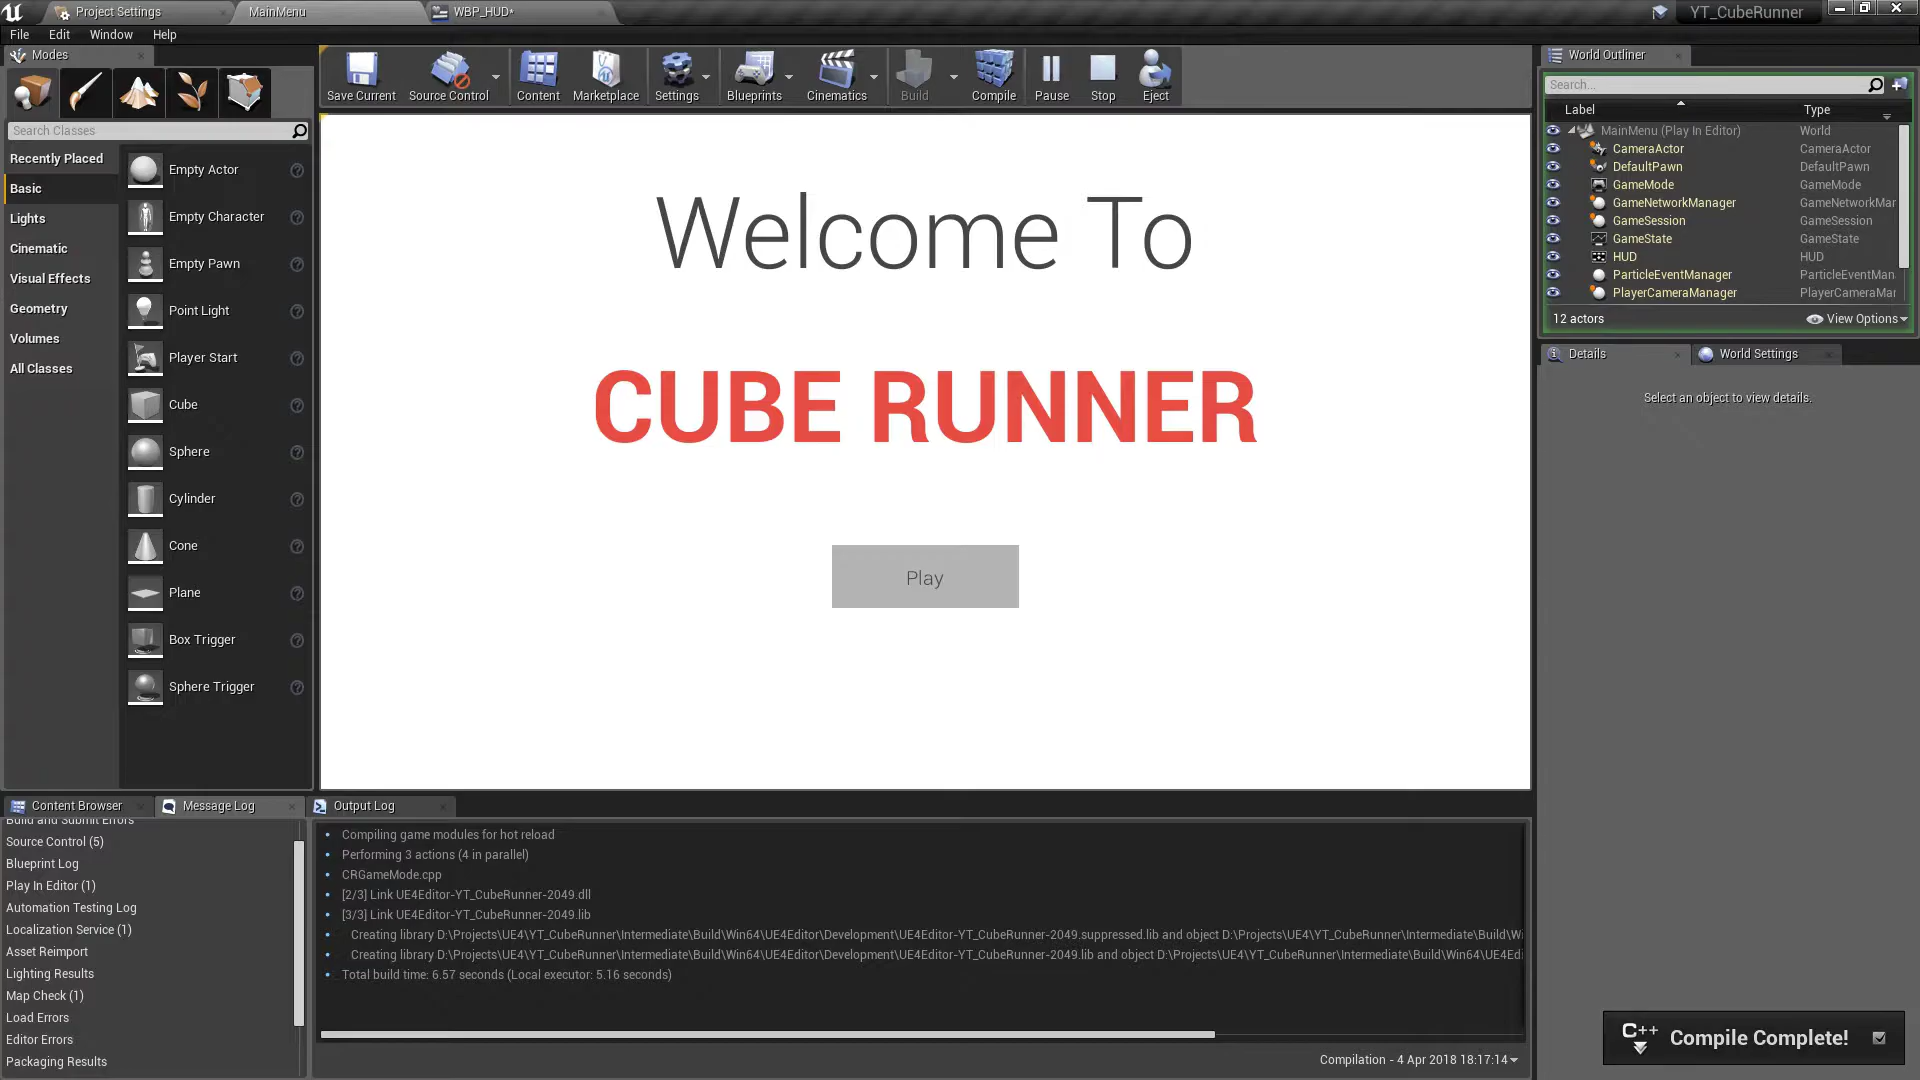 Project Settings
MainMenu
WBP_HUD*
YT_CubeRunner
File Edit Window Help
Modes
Search Classes
Recently Placed
Basic
Lights
Cinematic
Visual Effects
Geometry
Volumes
All Classes
Empty Actor
Empty Character
Empty Pawn
Point Light
Player Start
Cube
Sphere
Cylinder
Cone
Plane
Box Trigger
Sphere Trigger
Save Current
Source Control
Content
Marketplace
Settings
Blueprints
Cinematics
Build
Compile
Pause
Stop
Eject
Welcome To
CUBE RUNNER
Play
World Outliner
Search...
Label Type
MainMenu (Play In Editor) World
CameraActor CameraActor
DefaultPawn DefaultPawn
GameMode GameMode
GameNetworkManager GameNetworkMar
GameSession GameSession
GameState GameState
HUD HUD
ParticleEventManager ParticleEventMan
PlayerCameraManager PlayerCameraMar
12 actors
View Options
Details
World Settings
Select an object to view details.
Content Browser
Message Log
Output Log
Build and Submit Errors
Source Control (5)
Blueprint Log
Play In Editor (1)
Automation Testing Log
Localization Service (1)
Asset Reimport
Lighting Results
Map Check (1)
Load Errors
Editor Errors
Packaging Results
Compiling game modules for hot reload
Performing 3 actions (4 in parallel)
CRGameMode.cpp
[2/3] Link UE4Editor-YT_CubeRunner-2049.dll
[3/3] Link UE4Editor-YT_CubeRunner-2049.lib
Creating library D:\Projects\UE4\YT_CubeRunner\Intermediate\Build\Win64\UE4Editor\Development\UE4Editor-YT_CubeRunner-2049.suppressed.lib and object D:\Projects\UE4\YT_CubeRunner\Intermediate\Build\Wi
Creating library D:\Projects\UE4\YT_CubeRunner\Intermediate\Build\Win64\UE4Editor\Development\UE4Editor-YT_CubeRunner-2049.lib and object D:\Projects\UE4\YT_CubeRunner\Intermediate\Build\Win64\UE4Edi
Total build time: 6.57 seconds (Local executor: 5.16 seconds)
Compilation - 4 Apr 2018 18:17:14
C++
Compile Complete!